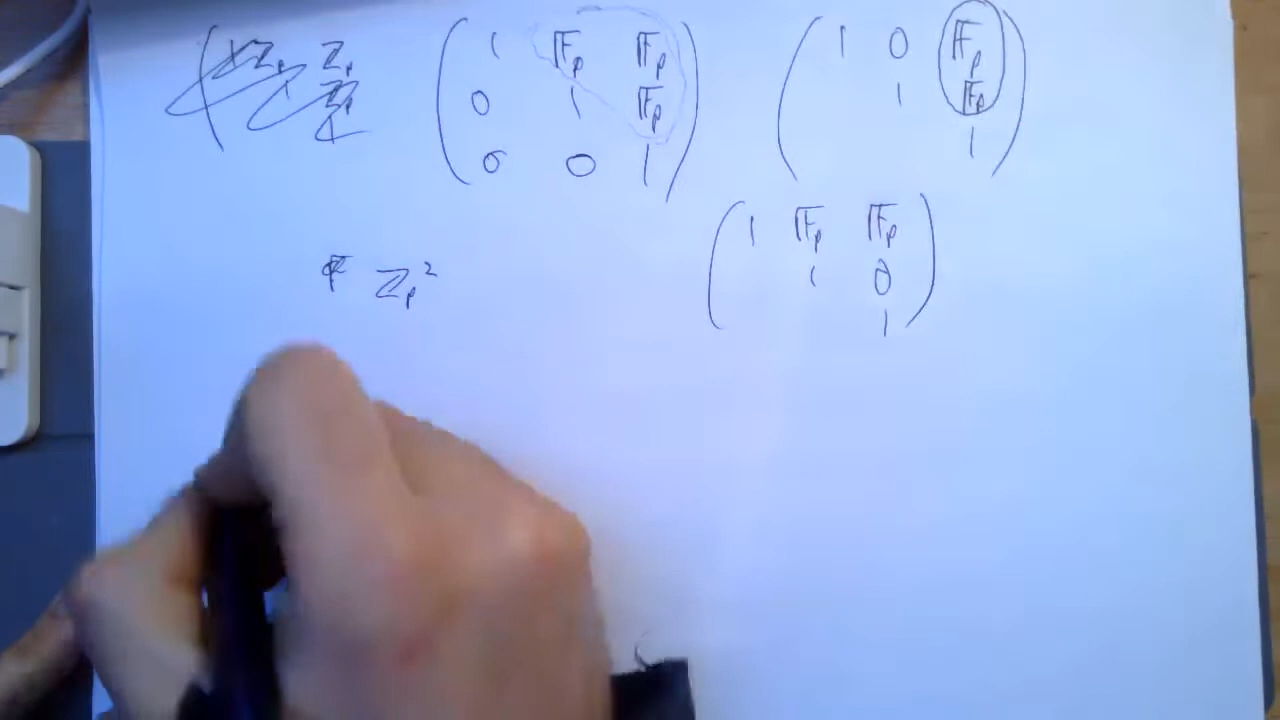 ( 1 𝔽ₚ 𝔽ₚ ) ( 1 0 𝔽ₚ )
( 0 1 𝔽ₚ ) ( 1 𝔽ₚ )
( 0 0 1 ) ( 1 )
( 1 𝔽ₚ 𝔽ₚ )
( 1 0 )
( 1 )
ℤₚ²